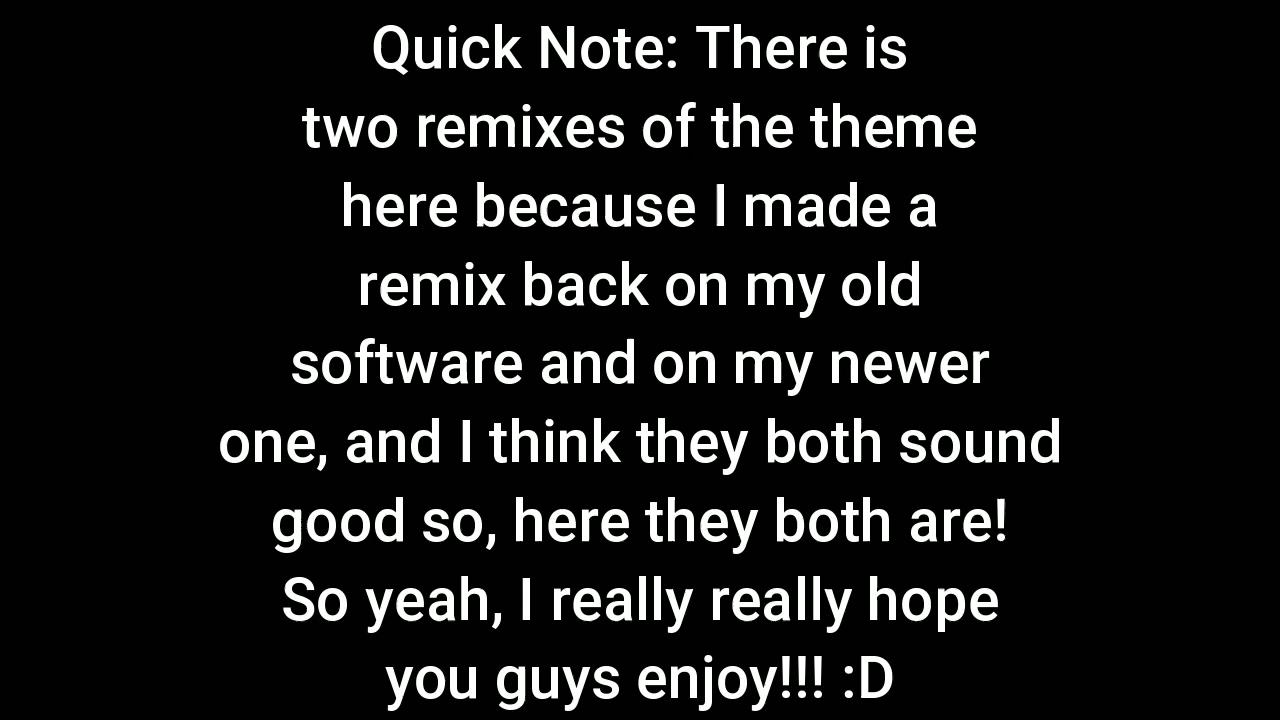 Quick Note: There is
two remixes of the theme
here because I made a
remix back on my old
software and on my newer
one, and I think they both sound
good so, here they both are!
So yeah, I really really hope
you guys enjoy!!! :D